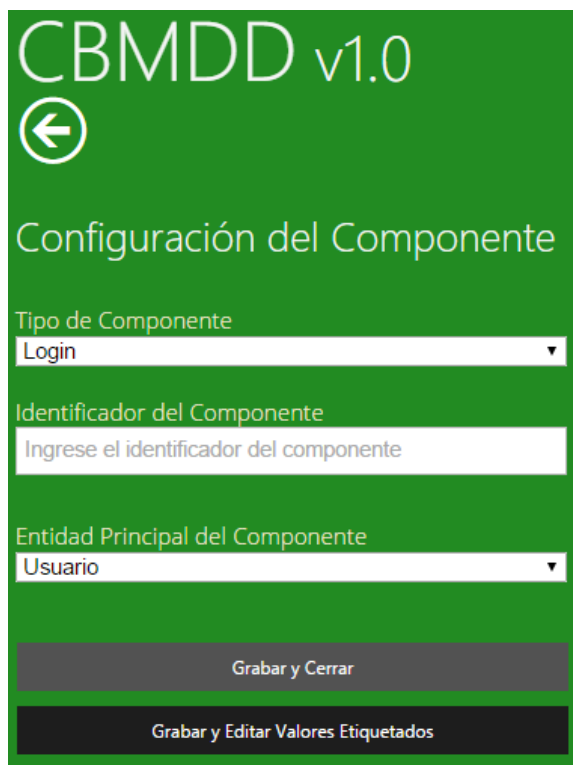 CBMDD v1.0
Configuración del Componente
Tipo de Componente
Login
Identificador del Componente
Ingrese el identificador del componente
Entidad Principal del Componente
Usuario
Grabar y Cerrar
Grabar y Editar Valores Etiquetados